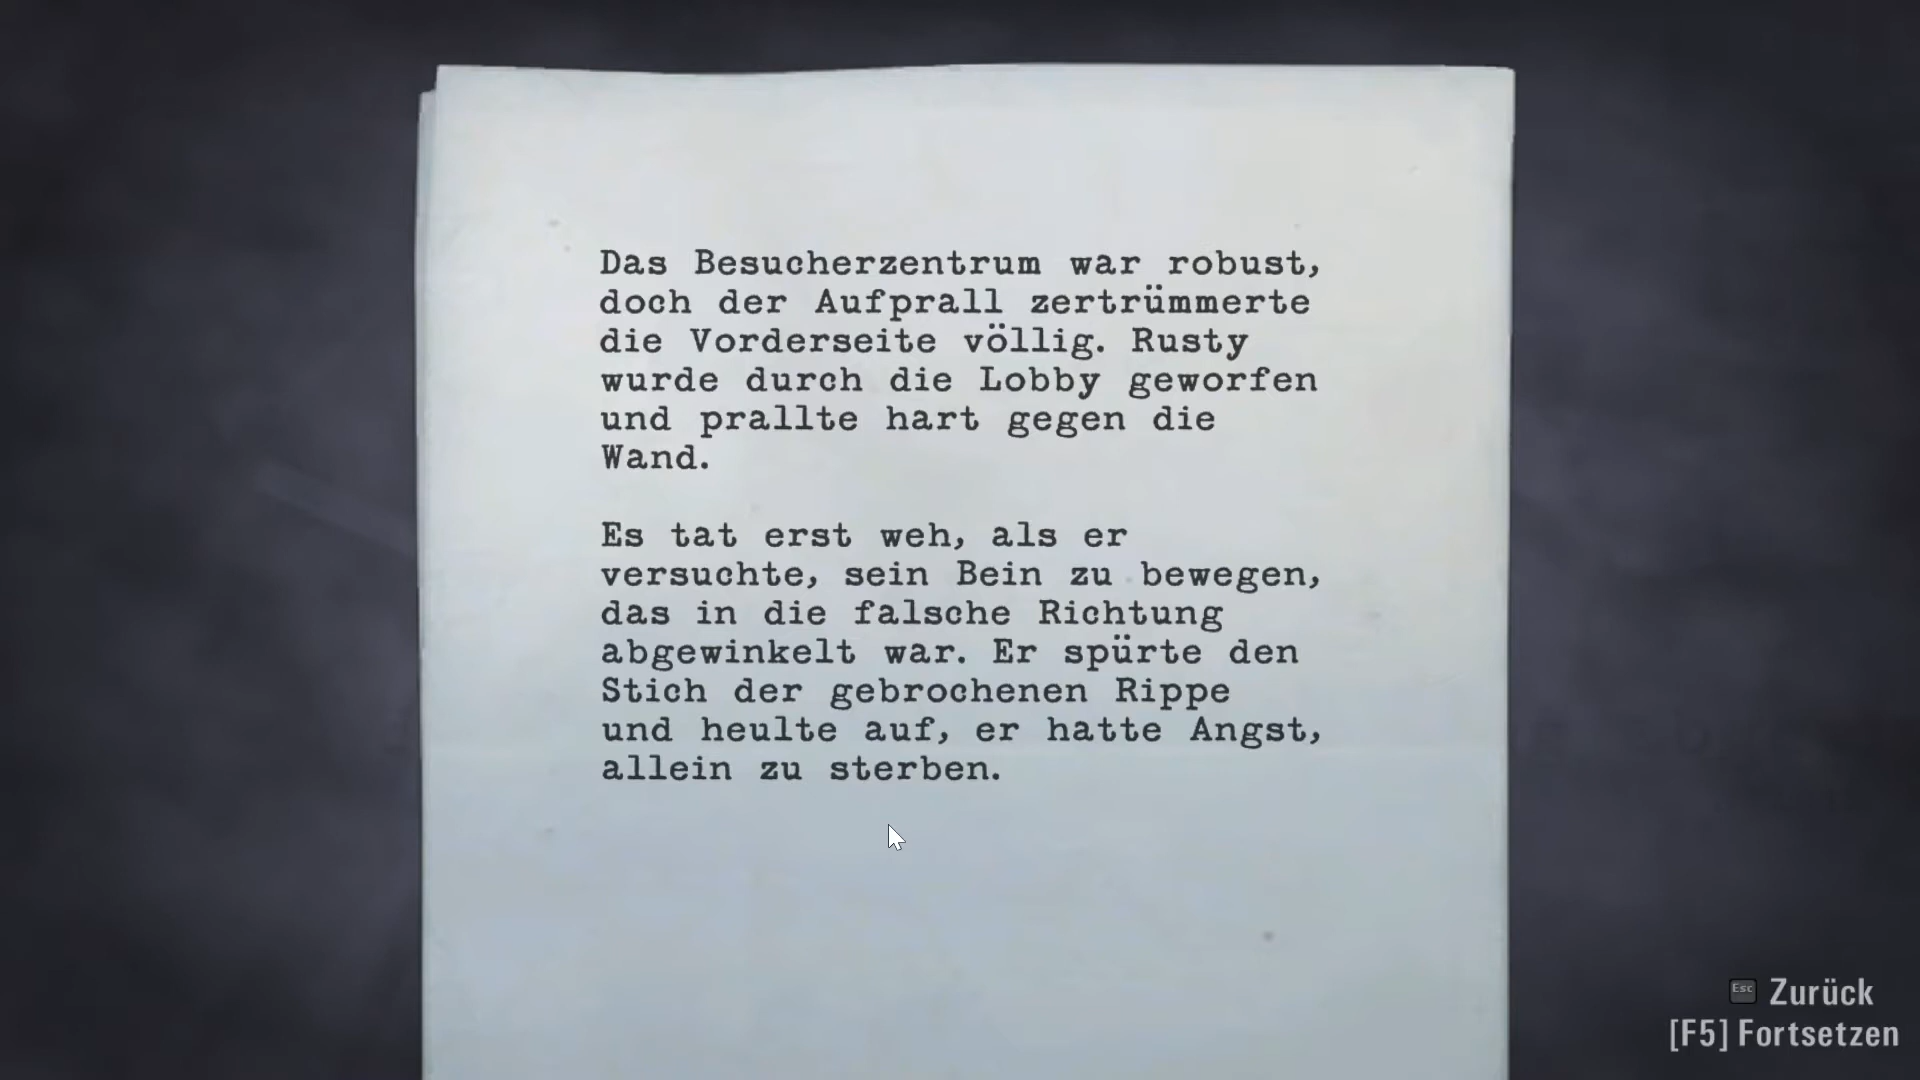 Das Besucherzentrum war robust,
doch der Aufprall zertrümmerte
die Vorderseite völlig. Rusty
wurde durch die Lobby geworfen
und prallte hart gegen die
Wand.
Es tat erst weh, als er
versuchte, sein Bein zu bewegen,
das in die falsche Richtung
abgewinkelt war. Er spürte den
Stich der gebrochenen Rippe
und heulte auf, er hatte Angst,
allein zu sterben.
Esc Zurück
[F5] Fortsetzen